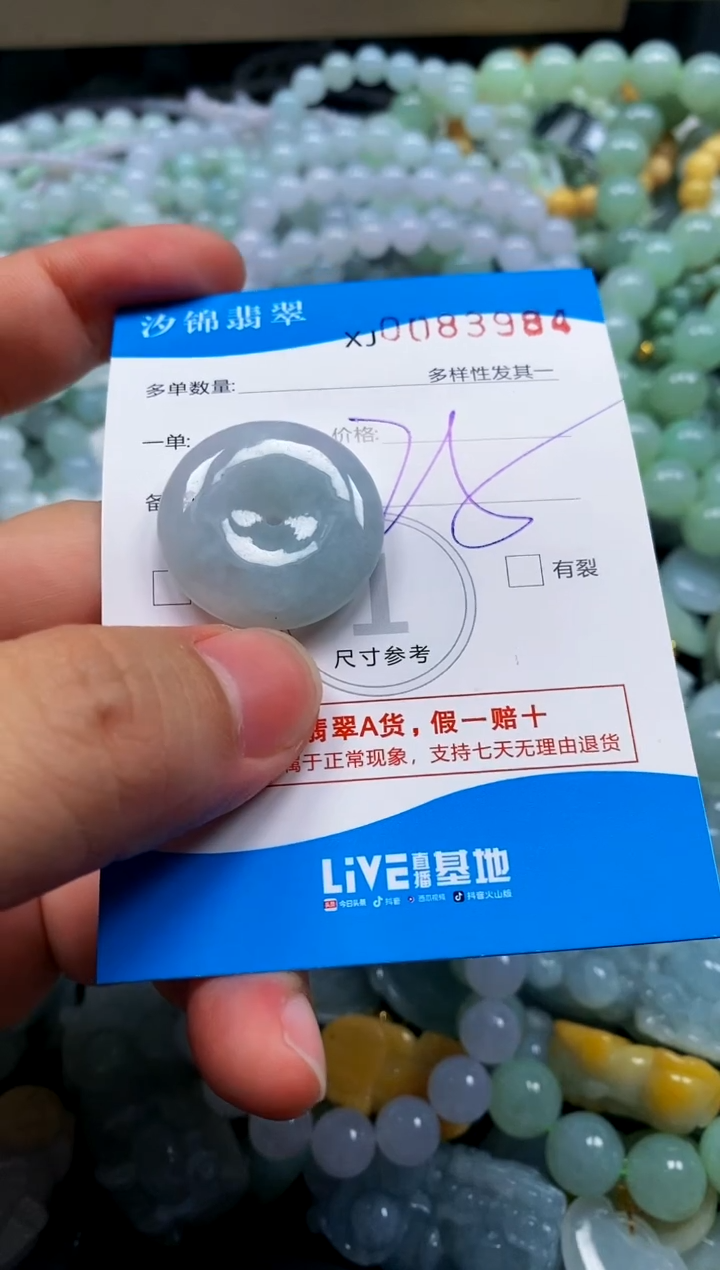 汐锦翡翠
XJ0083984
多单数量:
多样性发其一
一单:
价格:
备
有裂
1
尺寸参考
翡翠A货，假一赔十
属于正常现象，支持七天无理由退货
LiVE直播基地
今日头条 抖音 西瓜视频 抖音火山版